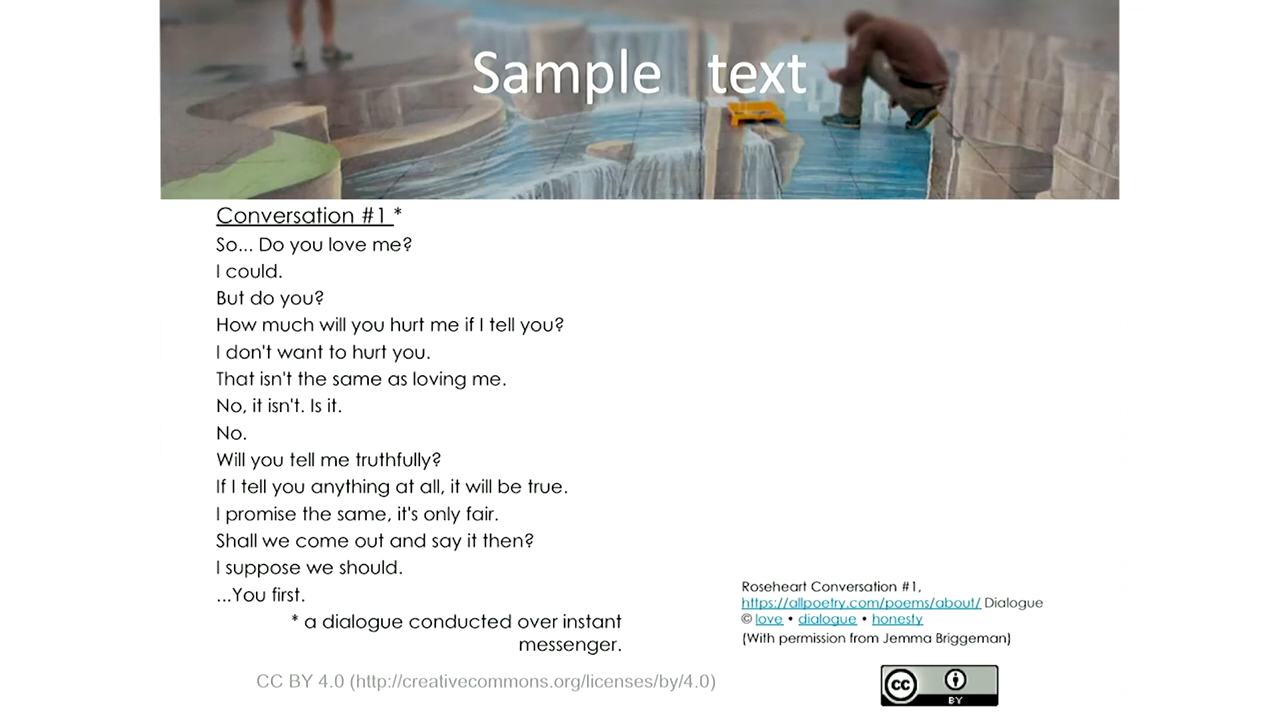 Sample text
Conversation #1 *
So... Do you love me?
I could.
But do you?
How much will you hurt me if I tell you?
I don't want to hurt you.
That isn't the same as loving me.
No, it isn't. Is it.
No.
Will you tell me truthfully?
If I tell you anything at all, it will be true.
I promise the same, it's only fair.
Shall we come out and say it then?
I suppose we should.
...You first.
* a dialogue conducted over instant
messenger.
Roseheart Conversation #1,
https://allpoetry.com/poems/about/ Dialogue
© love • dialogue • honesty
(With permission from Jemma Briggeman)
CC BY 4.0 (http://creativecommons.org/licenses/by/4.0)
cc
BY